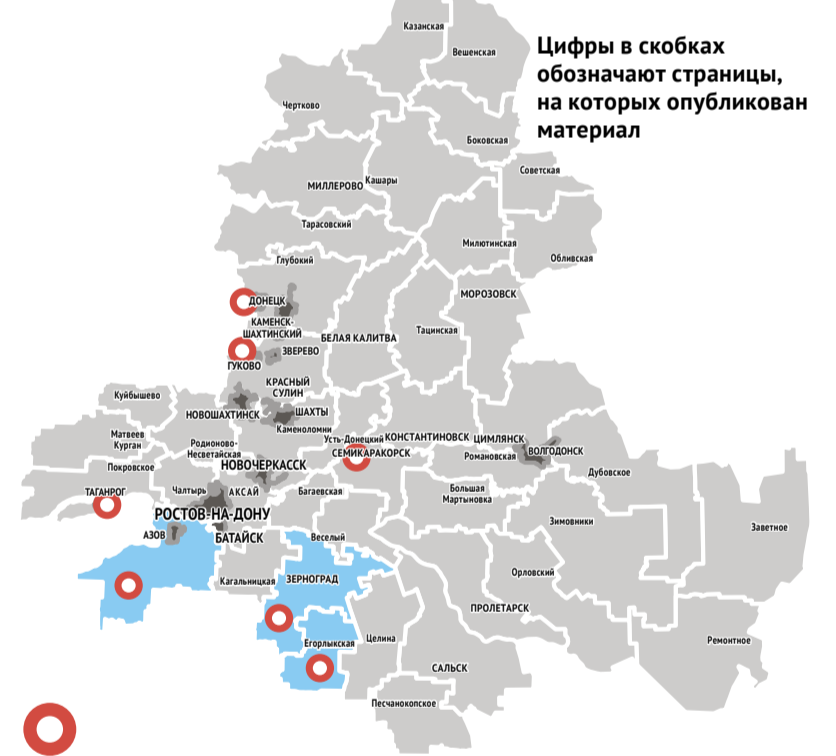 Казанская
Вешенская
Цифры в скобках
обозначают страницы,
на которых опубликован
материал
Чертково
Боковская
Советская
МИЛЛЕРОВО
Кашары
Тарасовский
Милютинская
Обливская
Глубокий
МОРОЗОВСК
ДОНЕЦК
КАМЕНСК-
ШАХТИНСКИЙ
Тацинская
БЕЛАЯ КАЛИТВА
ЗВЕРЕВО
ГУКОВО
КРАСНЫЙ
СУЛИН
Куйбышево
НОВОШАХТИНСК
ШАХТЫ
Каменоломни
Матвеев
Курган
Родионово-
Несветайская
Усть-Донецкий
КОНСТАНТИНОВСК
ЦИМЛЯНСК
СЕМИКАРАКОРСК
Романовская
ВОЛГОДОНСК
Покровское
НОВОЧЕРКАССК
Дубовское
ТАГАНРОГ
Чалтырь
АКСАЙ
Багаевская
Большая
Мартыновка
РОСТОВ-НА-ДОНУ
Зимовники
Заветное
АЗОВ
БАТАЙСК
Веселый
Кагальницкая
ЗЕРНОГРАД
Орловский
ПРОЛЕТАРСК
Егорлыкская
Целина
Ремонтное
САЛЬСК
Песчанокопское